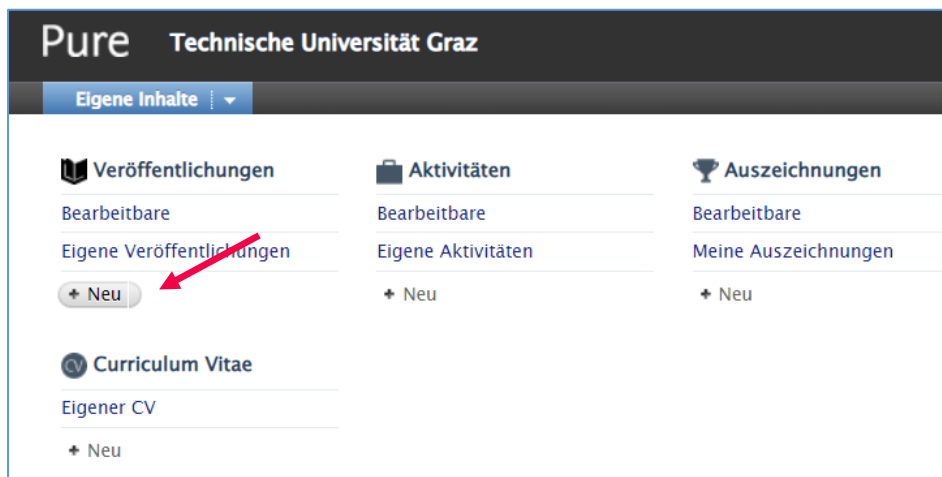 Pure Technische Universität Graz
Eigene Inhalte
Veröffentlichungen
Bearbeitbare
Eigene Veröffentlichungen
+ Neu
Aktivitäten
Bearbeitbare
Eigene Aktivitäten
+ Neu
Auszeichnungen
Bearbeitbare
Meine Auszeichnungen
+ Neu
CV Curriculum Vitae
Eigener CV
+ Neu